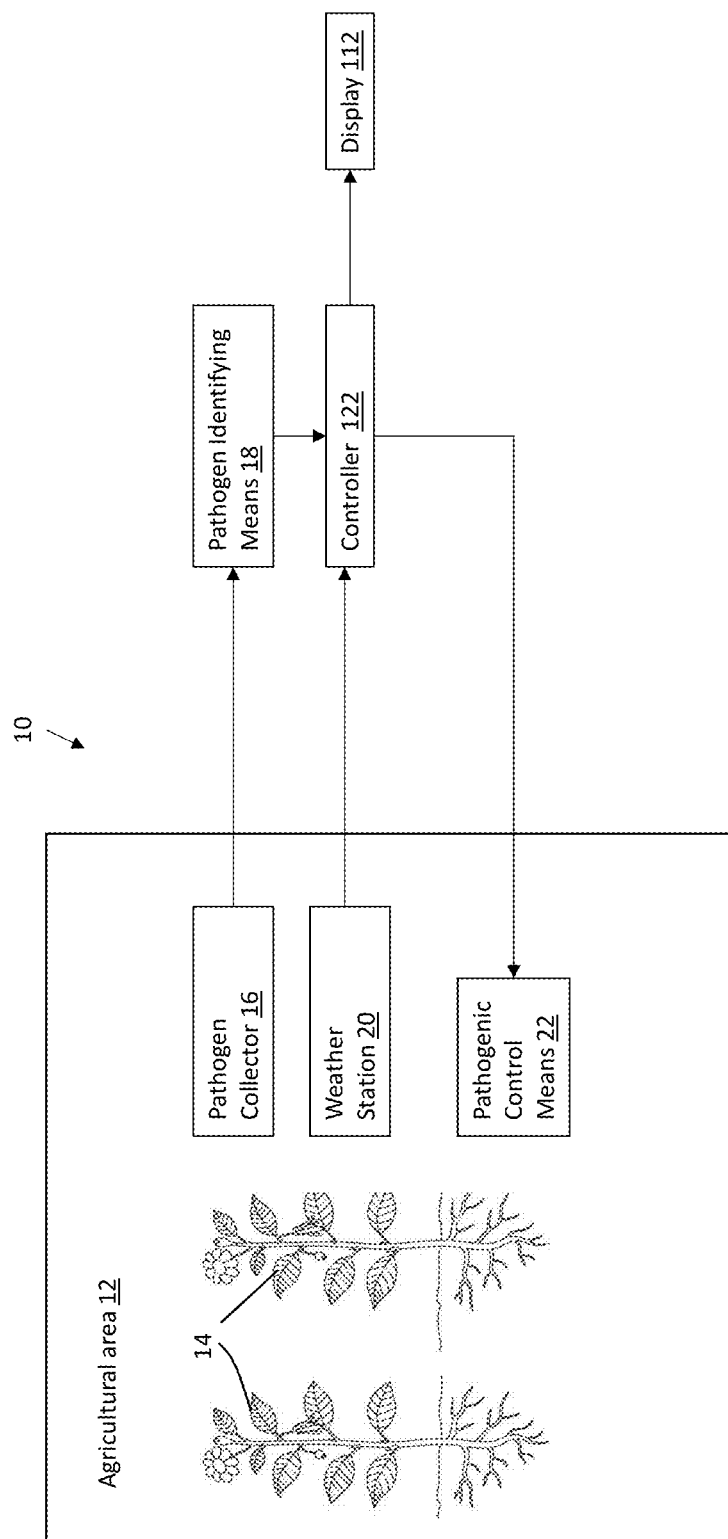 10
Agricultural area 12
14
Pathogen
Collector 16
Weather
Station 20
Pathogenic
Control
Means 22
Pathogen Identifying
Means 18
Controller 122
Display 112